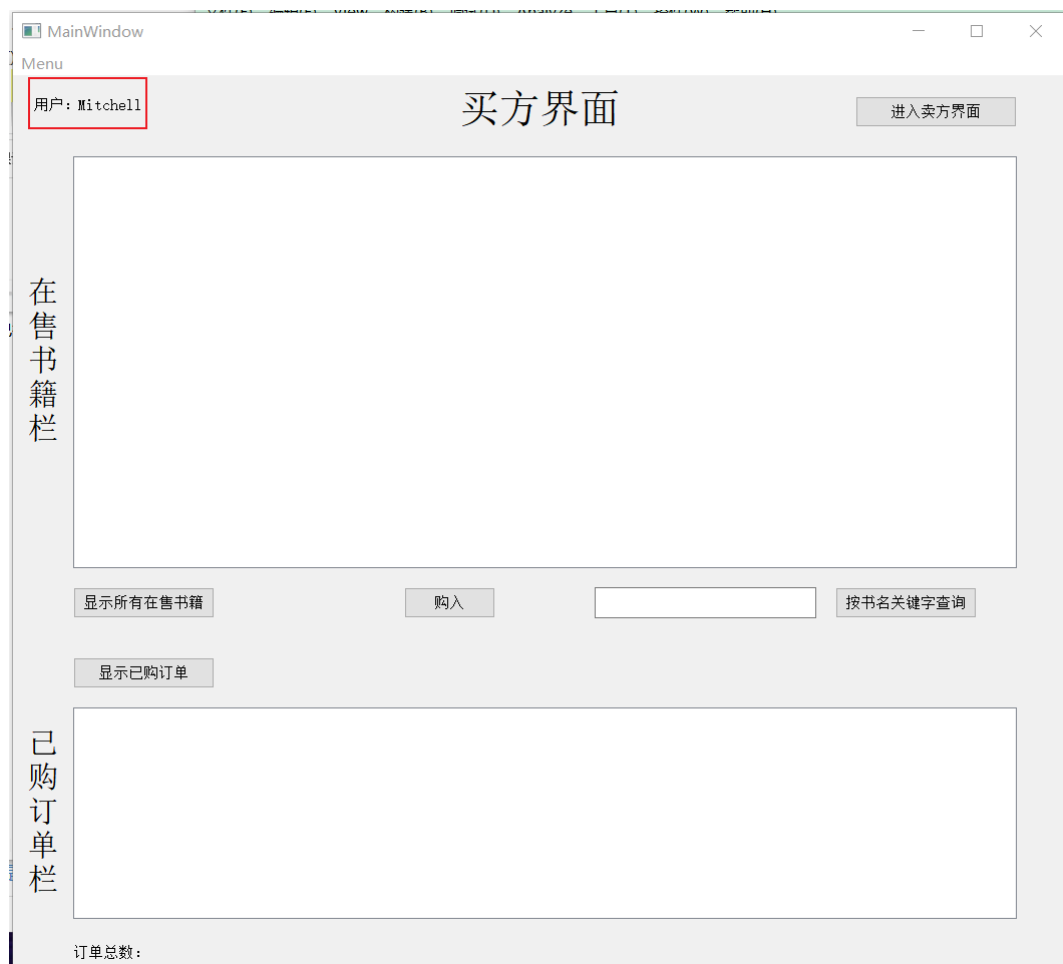 MainWindow
Menu
用户：Mitchell
买方界面
进入卖方界面
在售书籍栏
显示所有在售书籍
购入
按书名关键字查询
显示已购订单
已购订单栏
订单总数：